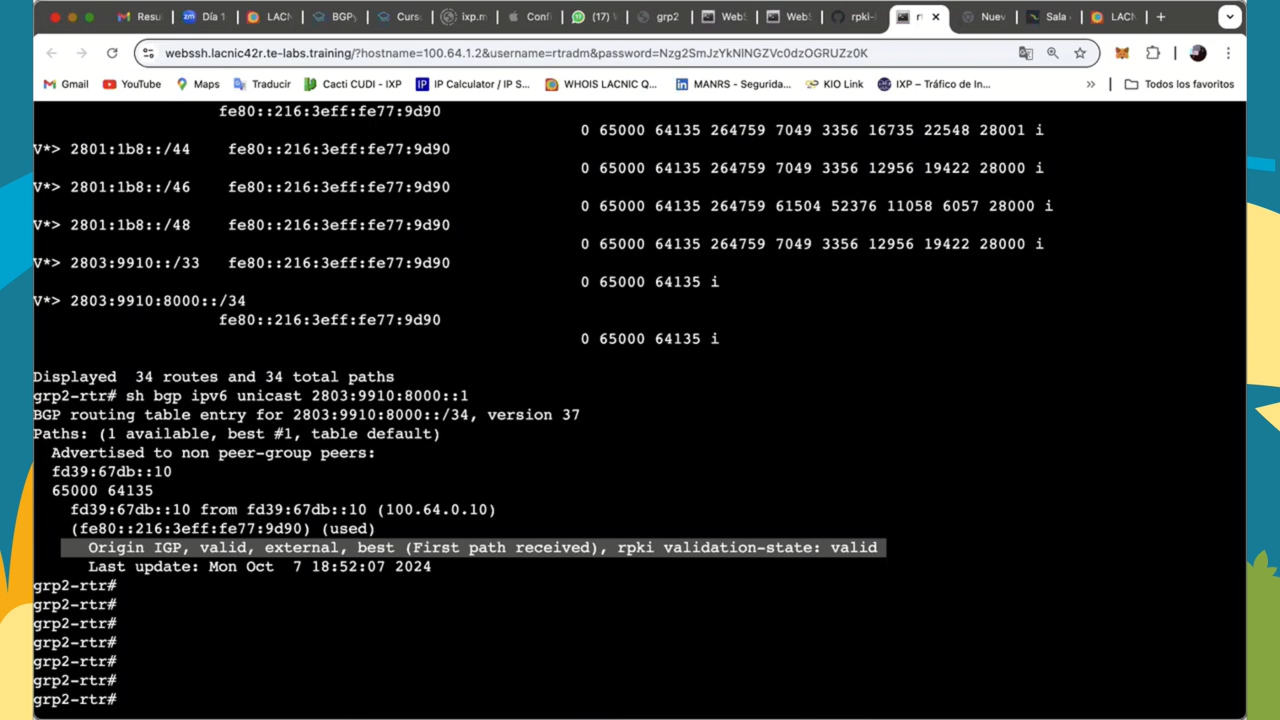 Resu
Día 1
LACN
BGPy
Curso
ixp.m
Confi
(17) V
grp2
WebS
WebS
rpki-
Nuev
Sala
LACN
webssh.lacnic42r.te-labs.training/?hostname=100.64.1.2&username=rtradm&password=Nzg2SmJzYkNlNGZVc0dzOGRUZz0K
Gmail YouTube Maps Traducir Cacti CUDI - IXP IP Calculator / IP S... WHOIS LACNIC Q... MANRS - Segurida... KIO Link IXP – Tráfico de In... » Todos los favoritos
fe80::216:3eff:fe77:9d90
0 65000 64135 264759 7049 3356 16735 22548 28001 i
V*> 2801:1b8::/44 fe80::216:3eff:fe77:9d90
0 65000 64135 264759 7049 3356 12956 19422 28000 i
V*> 2801:1b8::/46 fe80::216:3eff:fe77:9d90
0 65000 64135 264759 61504 52376 11058 6057 28000 i
V*> 2801:1b8::/48 fe80::216:3eff:fe77:9d90
0 65000 64135 264759 7049 3356 12956 19422 28000 i
V*> 2803:9910::/33 fe80::216:3eff:fe77:9d90
0 65000 64135 i
V*> 2803:9910:8000::/34
fe80::216:3eff:fe77:9d90
0 65000 64135 i
Displayed 34 routes and 34 total paths
grp2-rtr# sh bgp ipv6 unicast 2803:9910:8000::1
BGP routing table entry for 2803:9910:8000::/34, version 37
Paths: (1 available, best #1, table default)
Advertised to non peer-group peers:
fd39:67db::10
65000 64135
fd39:67db::10 from fd39:67db::10 (100.64.0.10)
(fe80::216:3eff:fe77:9d90) (used)
Origin IGP, valid, external, best (First path received), rpki validation-state: valid
Last update: Mon Oct 7 18:52:07 2024
grp2-rtr#
grp2-rtr#
grp2-rtr#
grp2-rtr#
grp2-rtr#
grp2-rtr#
grp2-rtr#